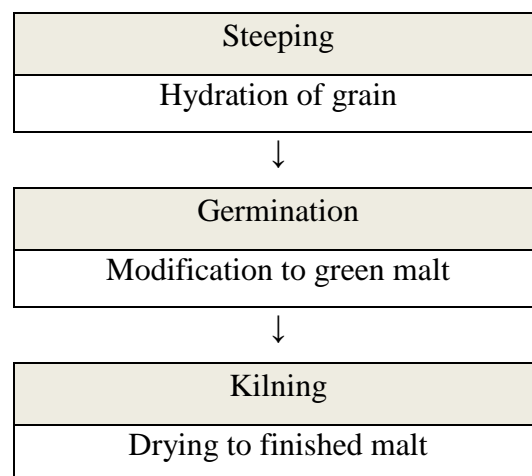 Steeping
Hydration of grain
↓
Germination
Modification to green malt
↓
Kilning
Drying to finished malt